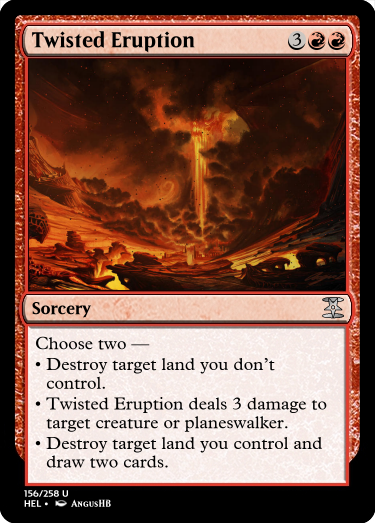 Twisted Eruption 3
Sorcery
Choose two —
• Destroy target land you don't
control.
• Twisted Eruption deals 3 damage to
target creature or planeswalker.
• Destroy target land you control and
draw two cards.
156/258 U
HEL • AngusHB